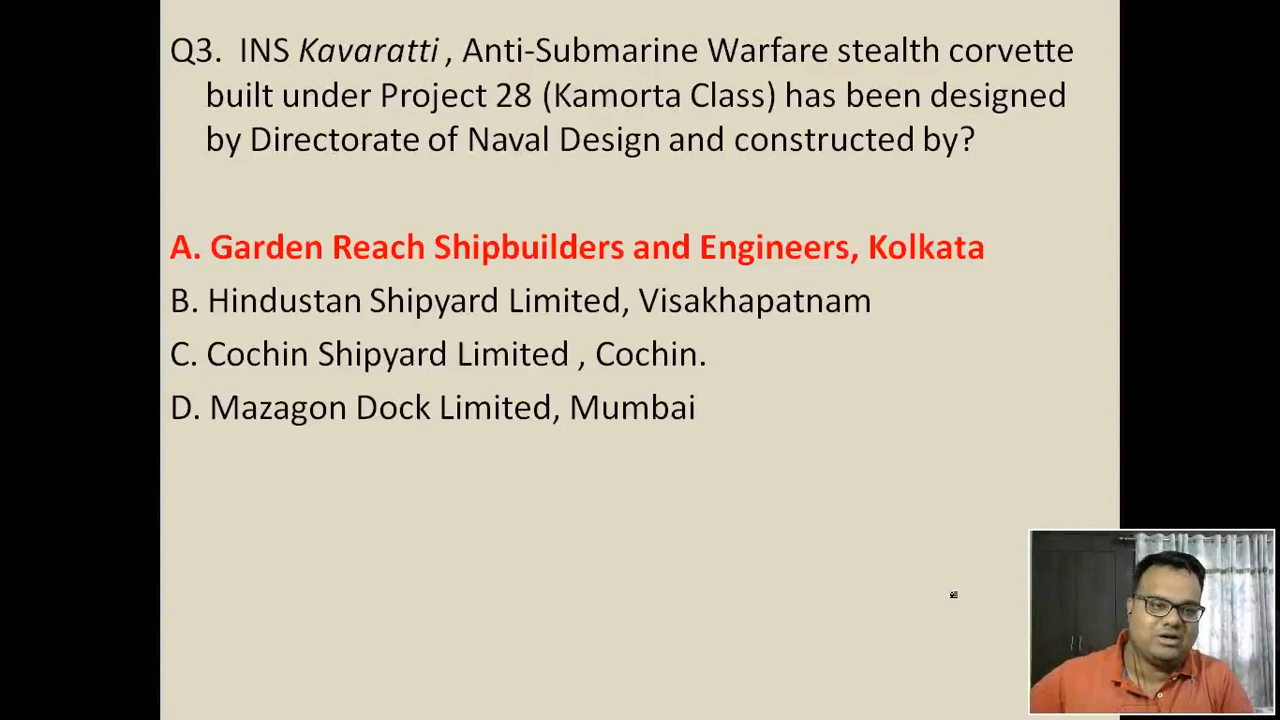 Q3. INS Kavaratti , Anti-Submarine Warfare stealth corvette
built under Project 28 (Kamorta Class) has been designed
by Directorate of Naval Design and constructed by?
A. Garden Reach Shipbuilders and Engineers, Kolkata
B. Hindustan Shipyard Limited, Visakhapatnam
C. Cochin Shipyard Limited , Cochin.
D. Mazagon Dock Limited, Mumbai